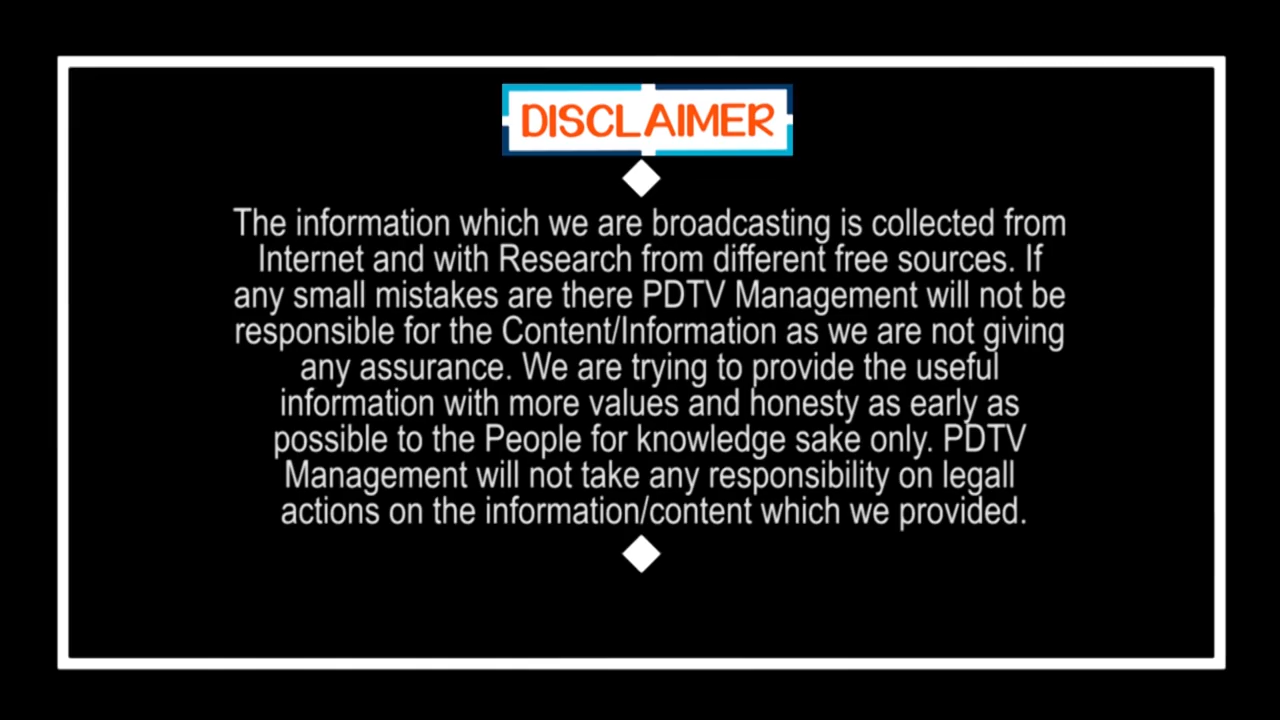 DISCLAIMER
The information which we are broadcasting is collected from
Internet and with Research from different free sources. If
any small mistakes are there PDTV Management will not be
responsible for the Content/Information as we are not giving
any assurance. We are trying to provide the useful
information with more values and honesty as early as
possible to the People for knowledge sake only. PDTV
Management will not take any responsibility on legall
actions on the information/content which we provided.